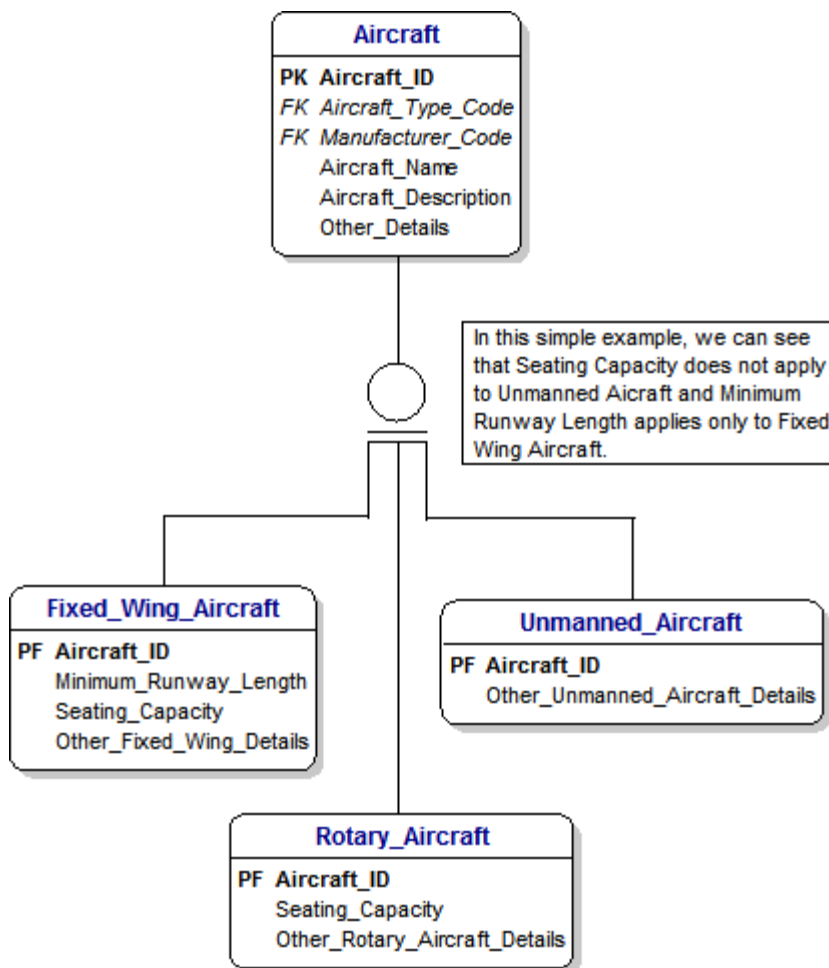 Aircraft
PK Aircraft_ID
FK Aircraft_Type_Code
FK Manufacturer_Code
Aircraft_Name
Aircraft_Description
Other_Details
In this simple example, we can see
that Seating Capacity does not apply
to Unmanned Aicraft and Minimum
Runway Length applies only to Fixed
Wing Aircraft.
Fixed_Wing_Aircraft
PF Aircraft_ID
Minimum_Runway_Length
Seating_Capacity
Other_Fixed_Wing_Details
Unmanned_Aircraft
PF Aircraft_ID
Other_Unmanned_Aircraft_Details
Rotary_Aircraft
PF Aircraft_ID
Seating_Capacity
Other_Rotary_Aircraft_Details